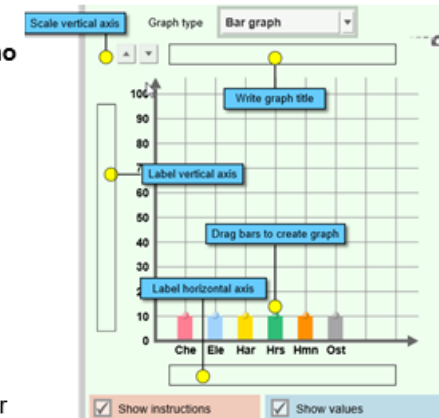 Scale vertical axis
Graph type
Bar graph
no
Write graph title
90
80
Label vertical axis
60
50
Drag bars to create graph
40
30
Label horizontal axis
10
0
Che Ele Har Hrs Hmn Ost
r
Show instructions
Show values